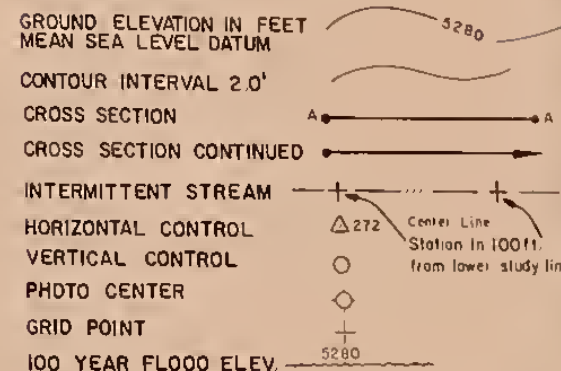 GROUND ELEVATION IN FEET
MEAN SEA LEVEL DATUM
5280
CONTOUR INTERVAL 2.0'
CROSS SECTION A A
CROSS SECTION CONTINUED
INTERMITTENT STREAM
HORIZONTAL CONTROL 272
Center Line
Station In 100 ft.
from lower study lin
VERTICAL CONTROL
PHOTO CENTER
GRID POINT
100 YEAR FLOOD ELEV. 5280